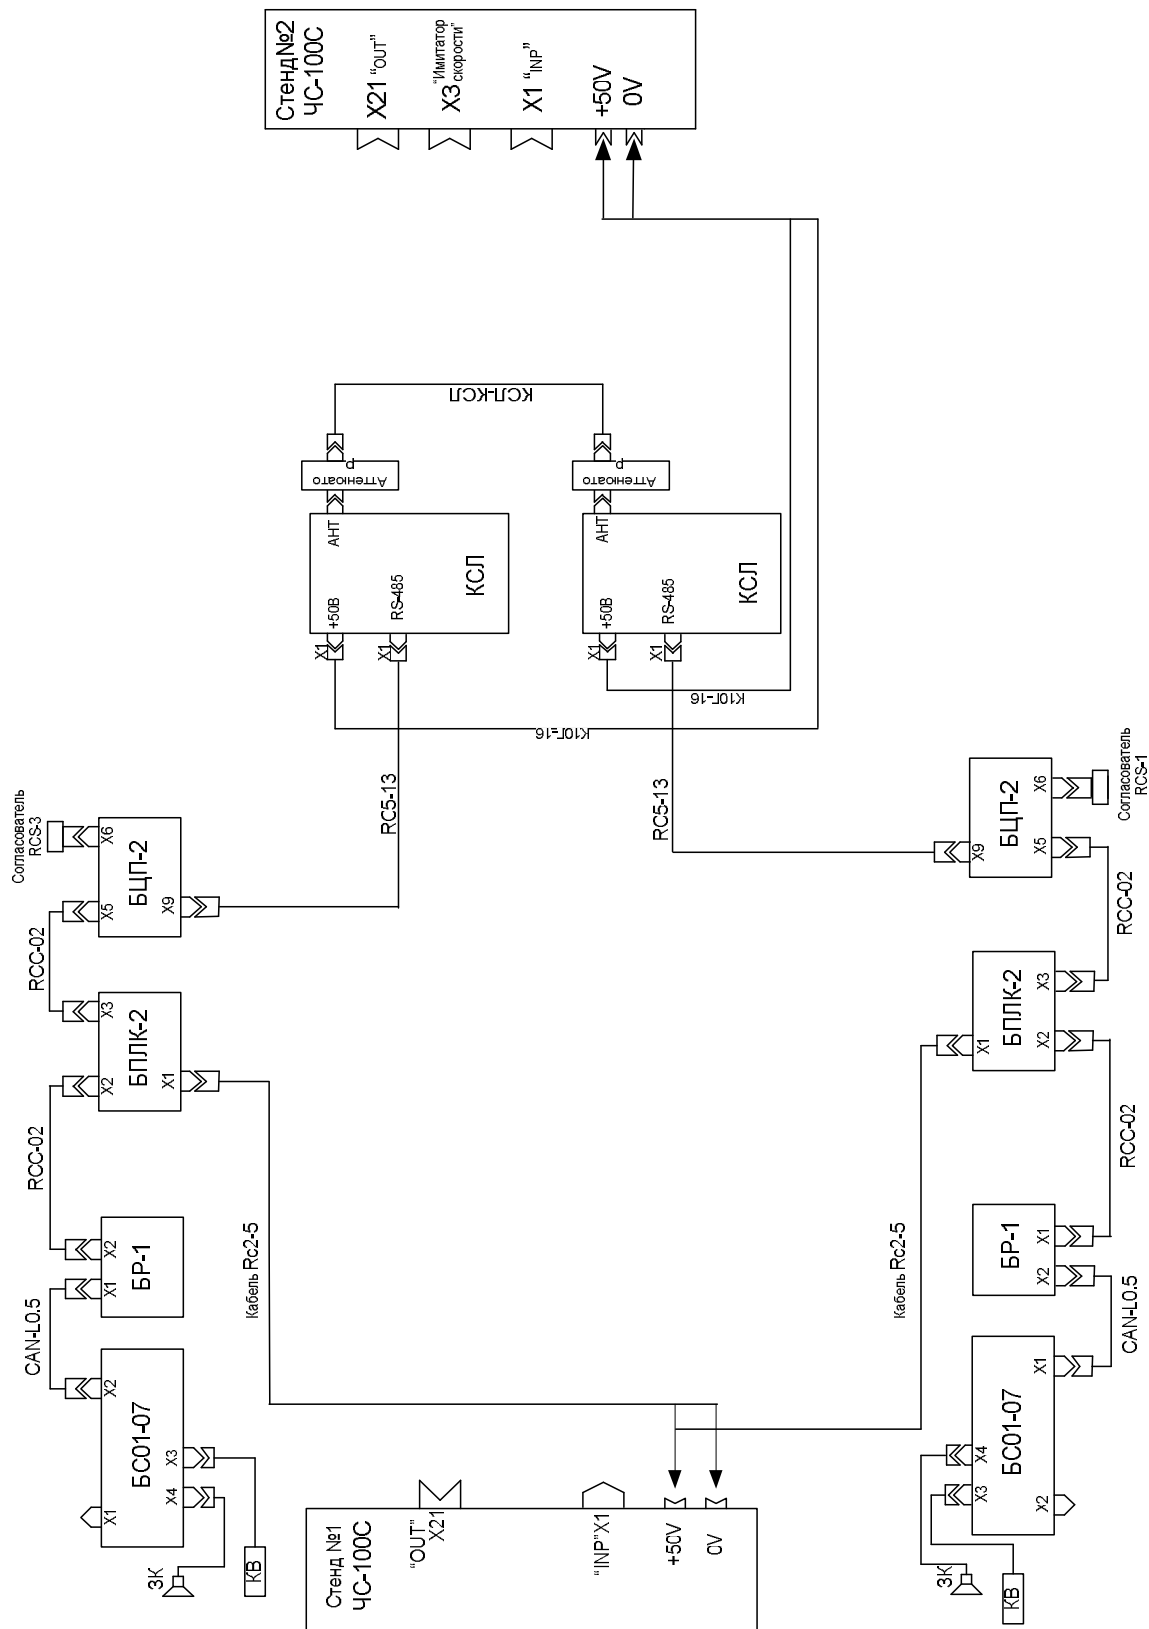 Стенд№2
ЧС-100С
X21 "OUT"
X3 "Имитатор
скорости"
X1 "INP"
+50V
0V
КСЛ-КСЛ
Аттенюато
р
АНТ
+50В
RS-485
КСЛ
X1
X1
Аттенюато
р
АНТ
+50В
RS-485
КСЛ
X1
X1
К10Г-16
К10Г-16
RC5-13
RC5-13
Согласователь
RCS-3
X6
БЦП-2
X5
X9
RCC-02
X3
БПЛК-2
X2
X1
RCC-02
X2
БР-1
X1
CAN-L0.5
X2
БС01-07
X3
X4
X1
ЗК
КВ
Кабель Rc2-5
Согласователь
RCS-1
X6
БЦП-2
X5
X9
RCC-02
X3
БПЛК-2
X2
X1
RCC-02
X1
БР-1
X2
CAN-L0.5
X1
БС01-07
X4
X3
X2
ЗК
КВ
Кабель Rc2-5
Стенд №1
ЧС-100С
"OUT"
X21
"INP" X1
+50V
0V